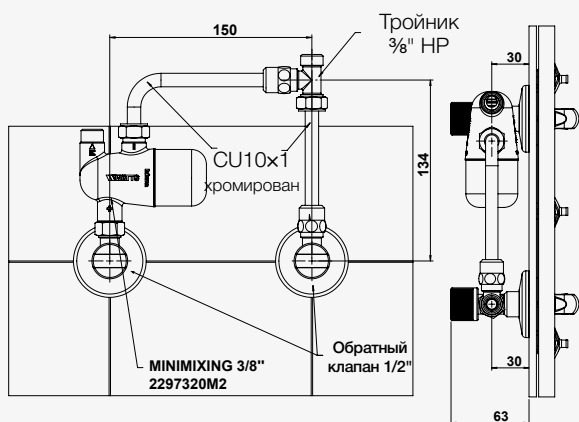 150
Тройник
⅜" НР
30
134
CU10×1
хромирован
WATTS
MINIMIXING 3/8"
2297320M2
Обратный
клапан 1/2"
30
63